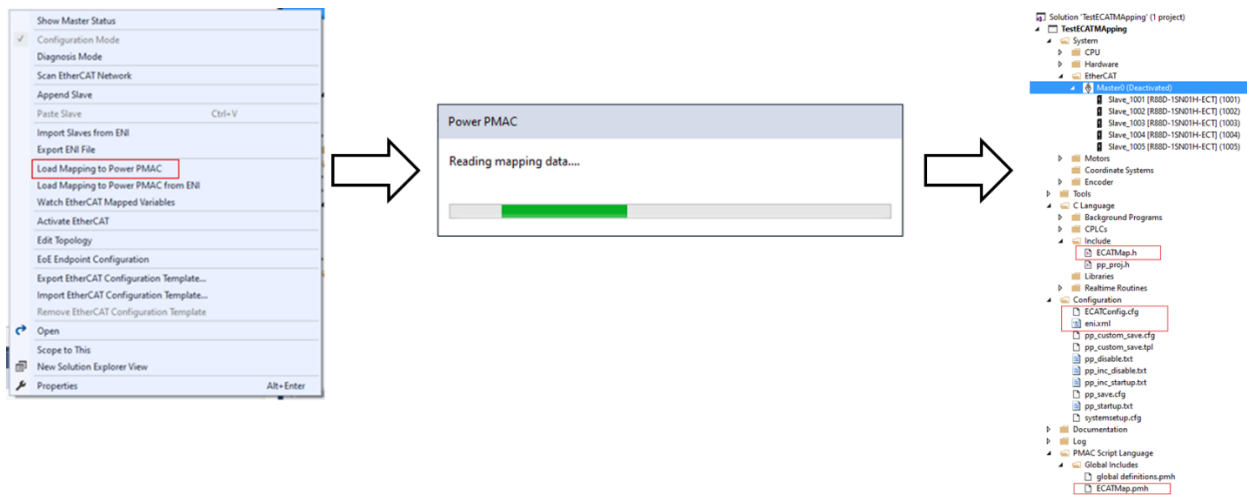 Show Master Status
Configuration Mode
Diagnosis Mode
Scan EtherCAT Network
Append Slave
Paste Slave Ctrl+V
Import Slaves from ENI
Export ENI File
Load Mapping to Power PMAC
Load Mapping to Power PMAC from ENI
Watch EtherCAT Mapped Variables
Activate EtherCAT
Edit Topology
EoE Endpoint Configuration
Export EtherCAT Configuration Template...
Import EtherCAT Configuration Template...
Remove EtherCAT Configuration Template
Open
Scope to This
New Solution Explorer View
Properties Alt+Enter
Power PMAC
Reading mapping data....
Solution 'TestECATMApping' (1 project)
TestECATMApping
System
CPU
Hardware
EtherCAT
Master0 (Deactivated)
Slave_1001 [R88D-1SN01H-ECT] (1001)
Slave_1002 [R88D-1SN01H-ECT] (1002)
Slave_1003 [R88D-1SN01H-ECT] (1003)
Slave_1004 [R88D-1SN01H-ECT] (1004)
Slave_1005 [R88D-1SN01H-ECT] (1005)
Motors
Coordinate Systems
Encoder
Tools
C Language
Background Programs
CPLCs
Include
ECATMap.h
pp_proj.h
Libraries
Realtime Routines
Configuration
ECATConfig.cfg
eni.xml
pp_custom_save.cfg
pp_custom_save.tpl
pp_disable.txt
pp_inc_disable.txt
pp_inc_startup.txt
pp_save.cfg
pp_startup.txt
systemsetup.cfg
Documentation
Log
PMAC Script Language
Global Includes
global definitions.pmh
ECATMap.pmh